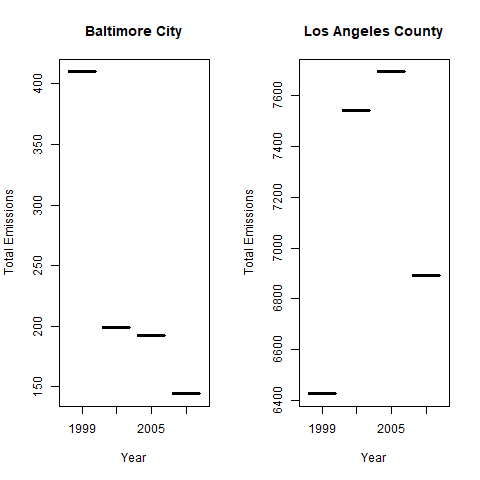 Baltimore City
Total Emissions
400
350
300
250
200
150
1999
2005
Year
Los Angeles County
Total Emissions
7600
7400
7200
7000
6800
6600
6400
1999
2005
Year